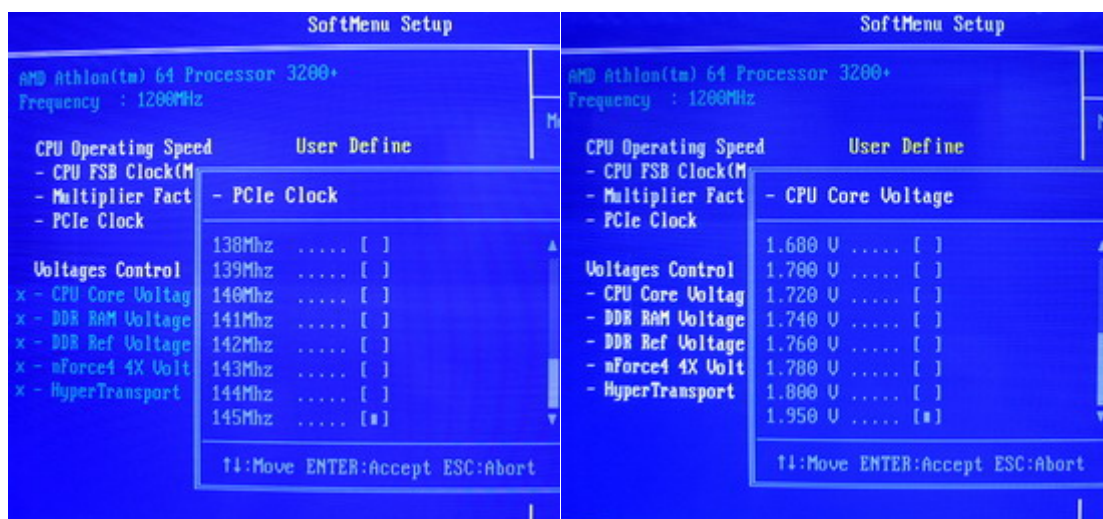 SoftMenu Setup
AMD Athlon(tm) 64 Processor 3200+
Frequency : 1200MHz
CPU Operating Speed User Define
- CPU FSB Clock(M
- Multiplier Fact
- PCIe Clock
Voltages Control
x - CPU Core Voltag
x - DDR RAM Voltage
x - DDR Ref Voltage
x - nForce4 4X Volt
x - HyperTransport
- PCIe Clock
138Mhz ..... [ ]
139Mhz ..... [ ]
140Mhz ..... [ ]
141Mhz ..... [ ]
142Mhz ..... [ ]
143Mhz ..... [ ]
144Mhz ..... [ ]
145Mhz ..... [▪]
↑↓:Move ENTER:Accept ESC:Abort
SoftMenu Setup
AMD Athlon(tm) 64 Processor 3200+
Frequency : 1200MHz
CPU Operating Speed User Define
- CPU FSB Clock(M
- Multiplier Fact
- PCIe Clock
Voltages Control
- CPU Core Voltag
- DDR RAM Voltage
- DDR Ref Voltage
- nForce4 4X Volt
- HyperTransport
- CPU Core Voltage
1.680 V ..... [ ]
1.700 V ..... [ ]
1.720 V ..... [ ]
1.740 V ..... [ ]
1.760 V ..... [ ]
1.780 V ..... [ ]
1.800 V ..... [ ]
1.950 V ..... [▪]
↑↓:Move ENTER:Accept ESC:Abort